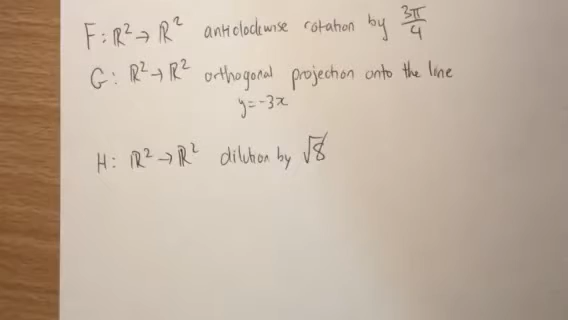 F: ℝ² → ℝ² anticlockwise rotation by 3π/4
G: ℝ² → ℝ² orthogonal projection onto the line
y = -3x
H: ℝ² → ℝ² dilution by √8